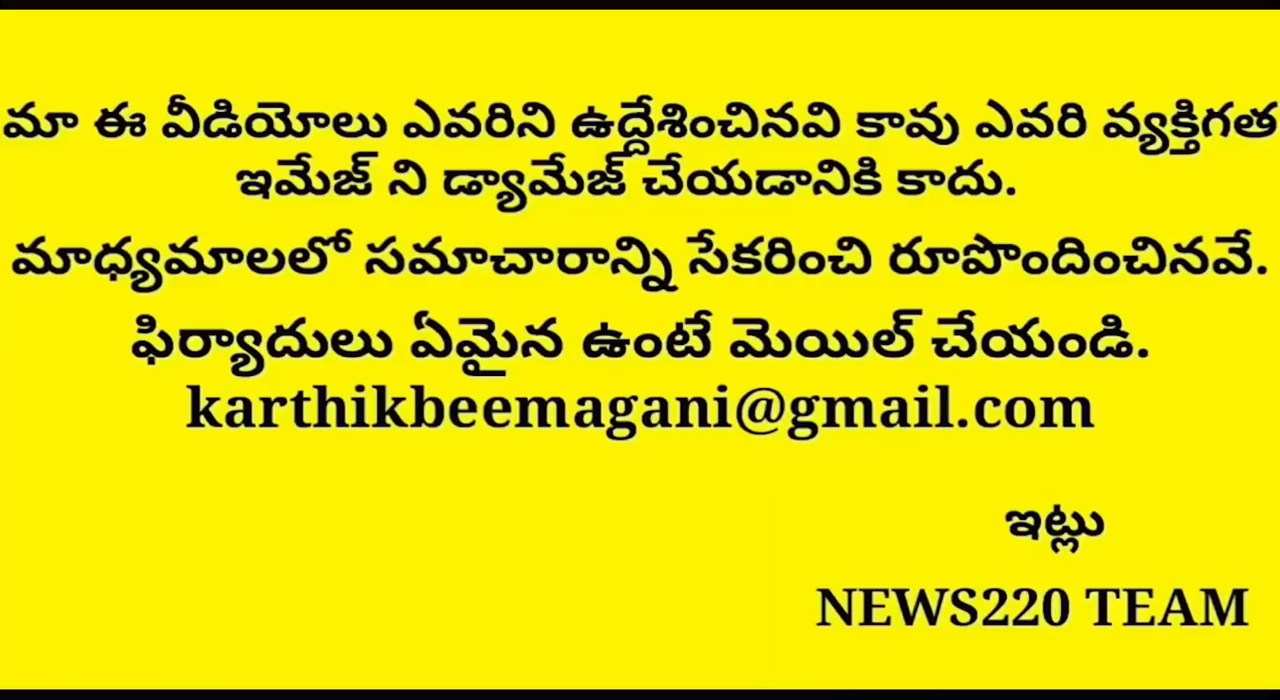 మా ఈ వీడియోలు ఎవరిని ఉద్దేశించినవి కావు ఎవరి వ్యక్తిగత
ఇమేజ్ ని డ్యామేజ్ చేయడానికి కాదు.
మాధ్యమాలలో సమాచారాన్ని సేకరించి రూపొందించినవే.
ఫిర్యాదులు ఏమైన ఉంటే మెయిల్ చేయండి.
karthikbeemagani@gmail.com
ఇట్లు
NEWS220 TEAM